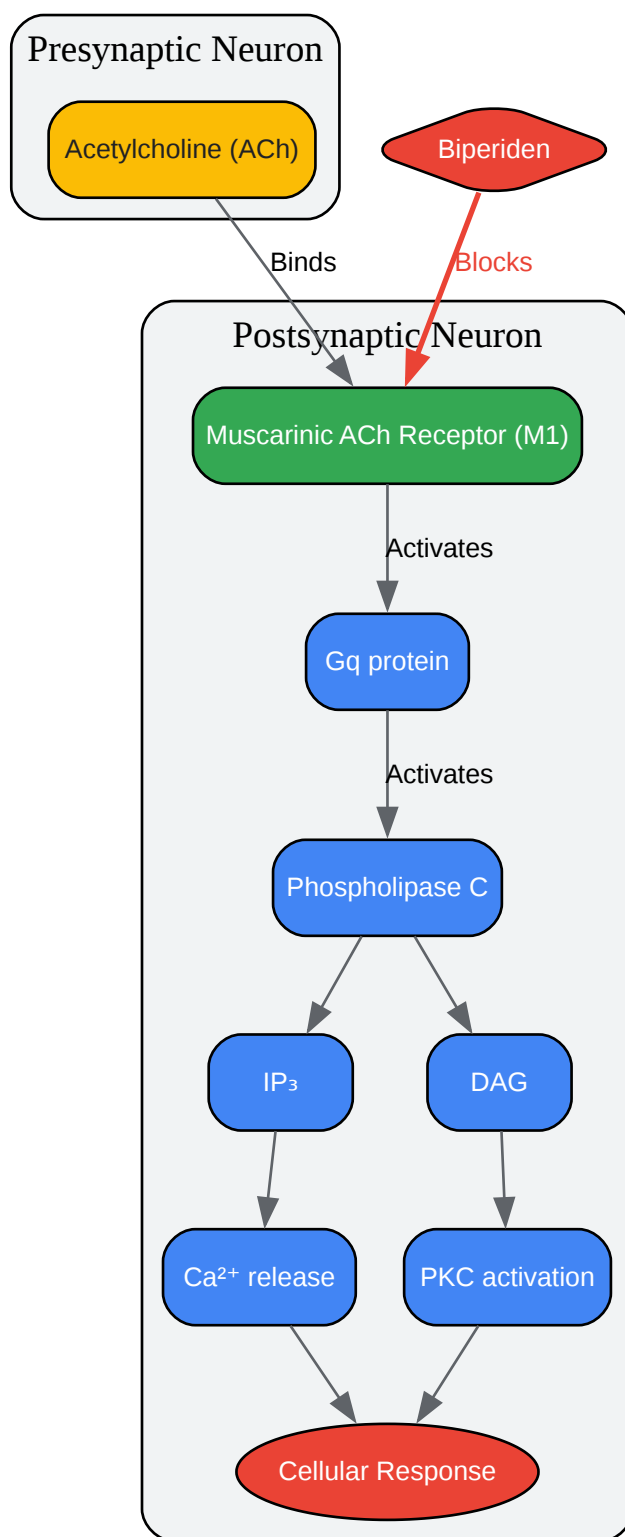 Presynaptic Neuron
Acetylcholine (ACh)
Biperiden
Binds
Blocks
Postsynaptic Neuron
Muscarinic ACh Receptor (M1)
Activates
Gq protein
Activates
Phospholipase C
IP₃
DAG
Ca²⁺ release
PKC activation
Cellular Response